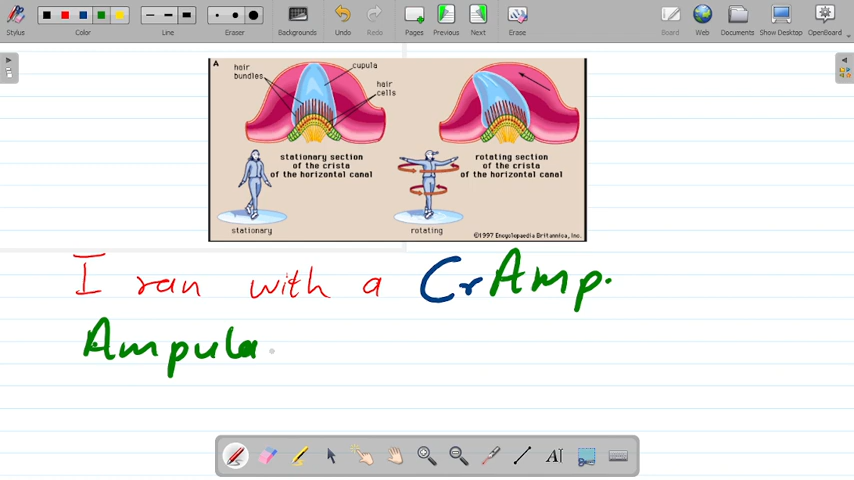 Stylus
Color
Line
Eraser
Backgrounds
Undo
Redo
Pages
Previous
Next
Erase
Board
Web
Documents
Show Desktop
OpenBoard
A
hair bundles
cupula
hair cells
stationary section
of the crista
of the horizontal canal
rotating section
of the crista
of the horizontal canal
stationary
rotating
©1997 Encyclopaedia Britannica, Inc.
I ran with a CrAmp.
Ampula